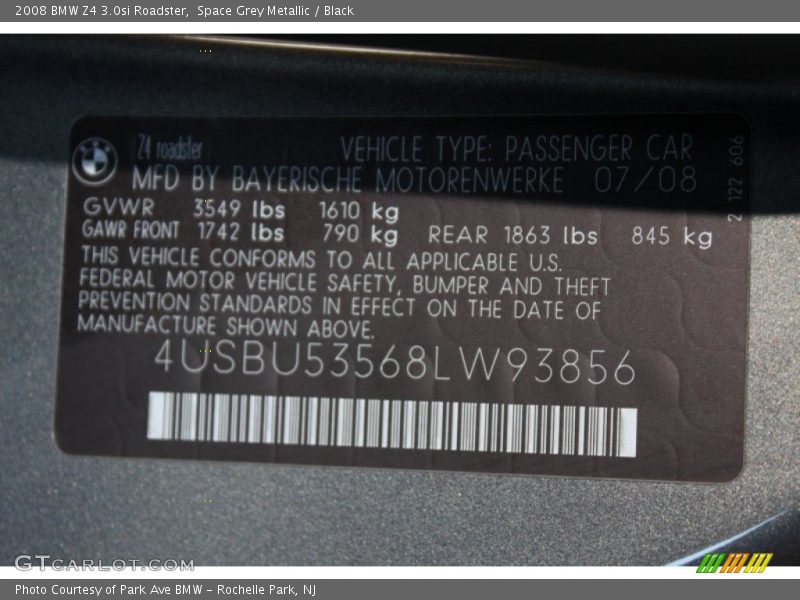 2008 BMW Z4 3.0si Roadster, Space Grey Metallic / Black
Z4 roadster VEHICLE TYPE: PASSENGER CAR
MFD BY BAYERISCHE MOTORENWERKE 07/08
GVWR 3549 lbs 1610 kg
GAWR FRONT 1742 lbs 790 kg REAR 1863 lbs 845 kg
THIS VEHICLE CONFORMS TO ALL APPLICABLE U.S.
FEDERAL MOTOR VEHICLE SAFETY, BUMPER AND THEFT
PREVENTION STANDARDS IN EFFECT ON THE DATE OF
MANUFACTURE SHOWN ABOVE.
4USBU53568LW93856
2 122 606
GTcarlot.com
Photo Courtesy of Park Ave BMW - Rochelle Park, NJ